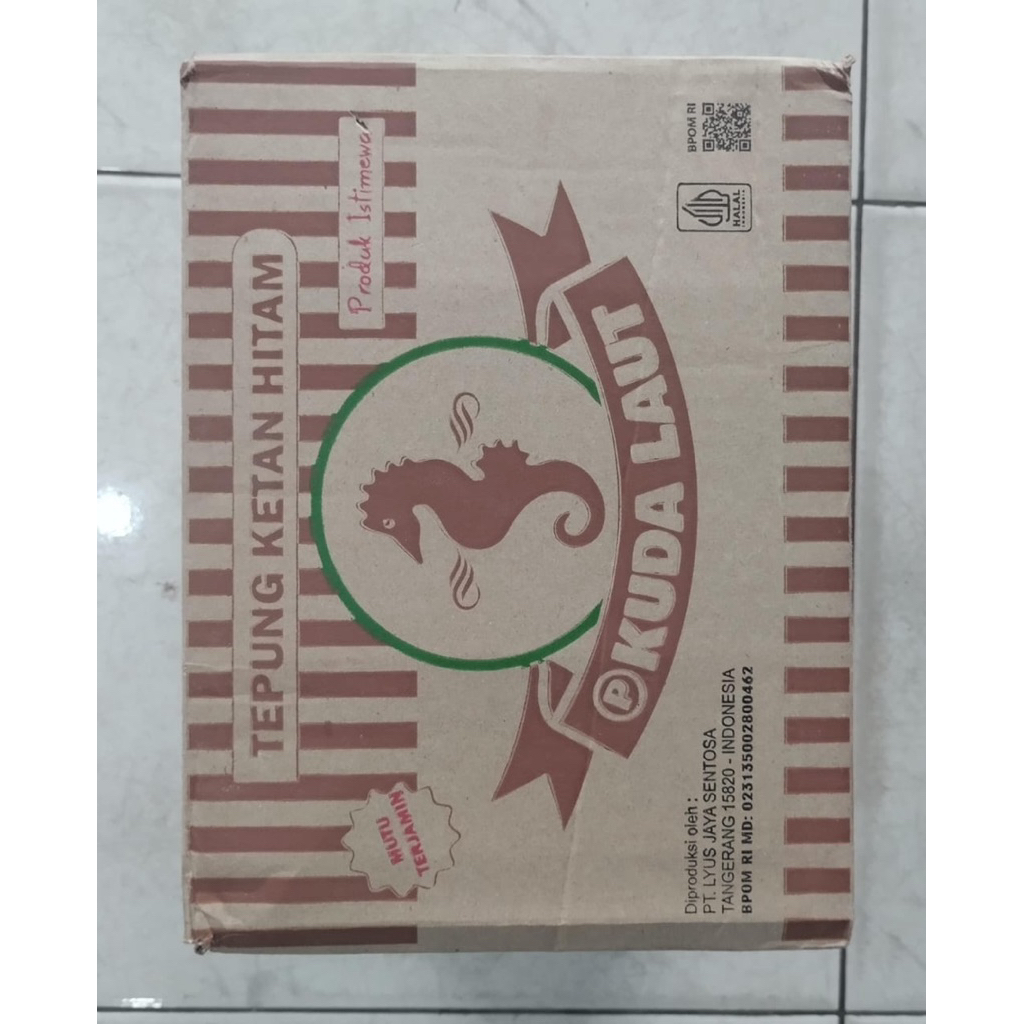 TEPUNG KETAN HITAM
Produk Istimewa
MUTU
TERJAMIN
P KUDA LAUT
BPOM RI
HALAL
INDONESIA
Diproduksi oleh :
PT. LYUS JAYA SENTOSA
TANGERANG 15820 - INDONESIA
BPOM RI MD: 023135002800462